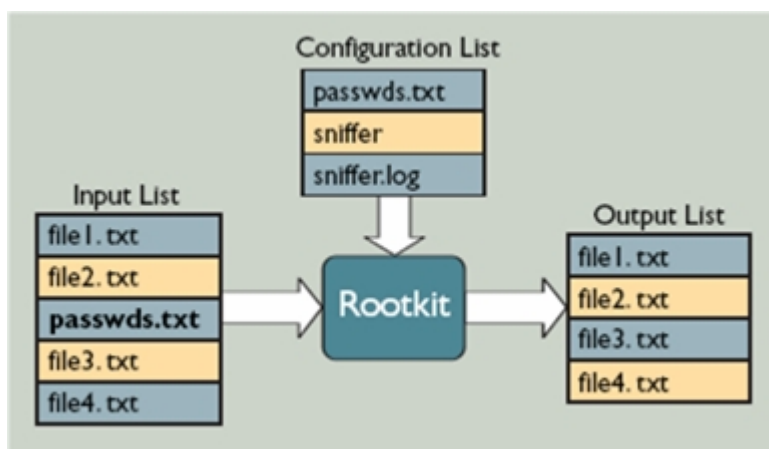 Configuration List
passwds.txt
sniffer
sniffer.log
Input List
file1.txt
file2.txt
passwds.txt
file3.txt
file4.txt
Rootkit
Output List
file1.txt
file2.txt
file3.txt
file4.txt